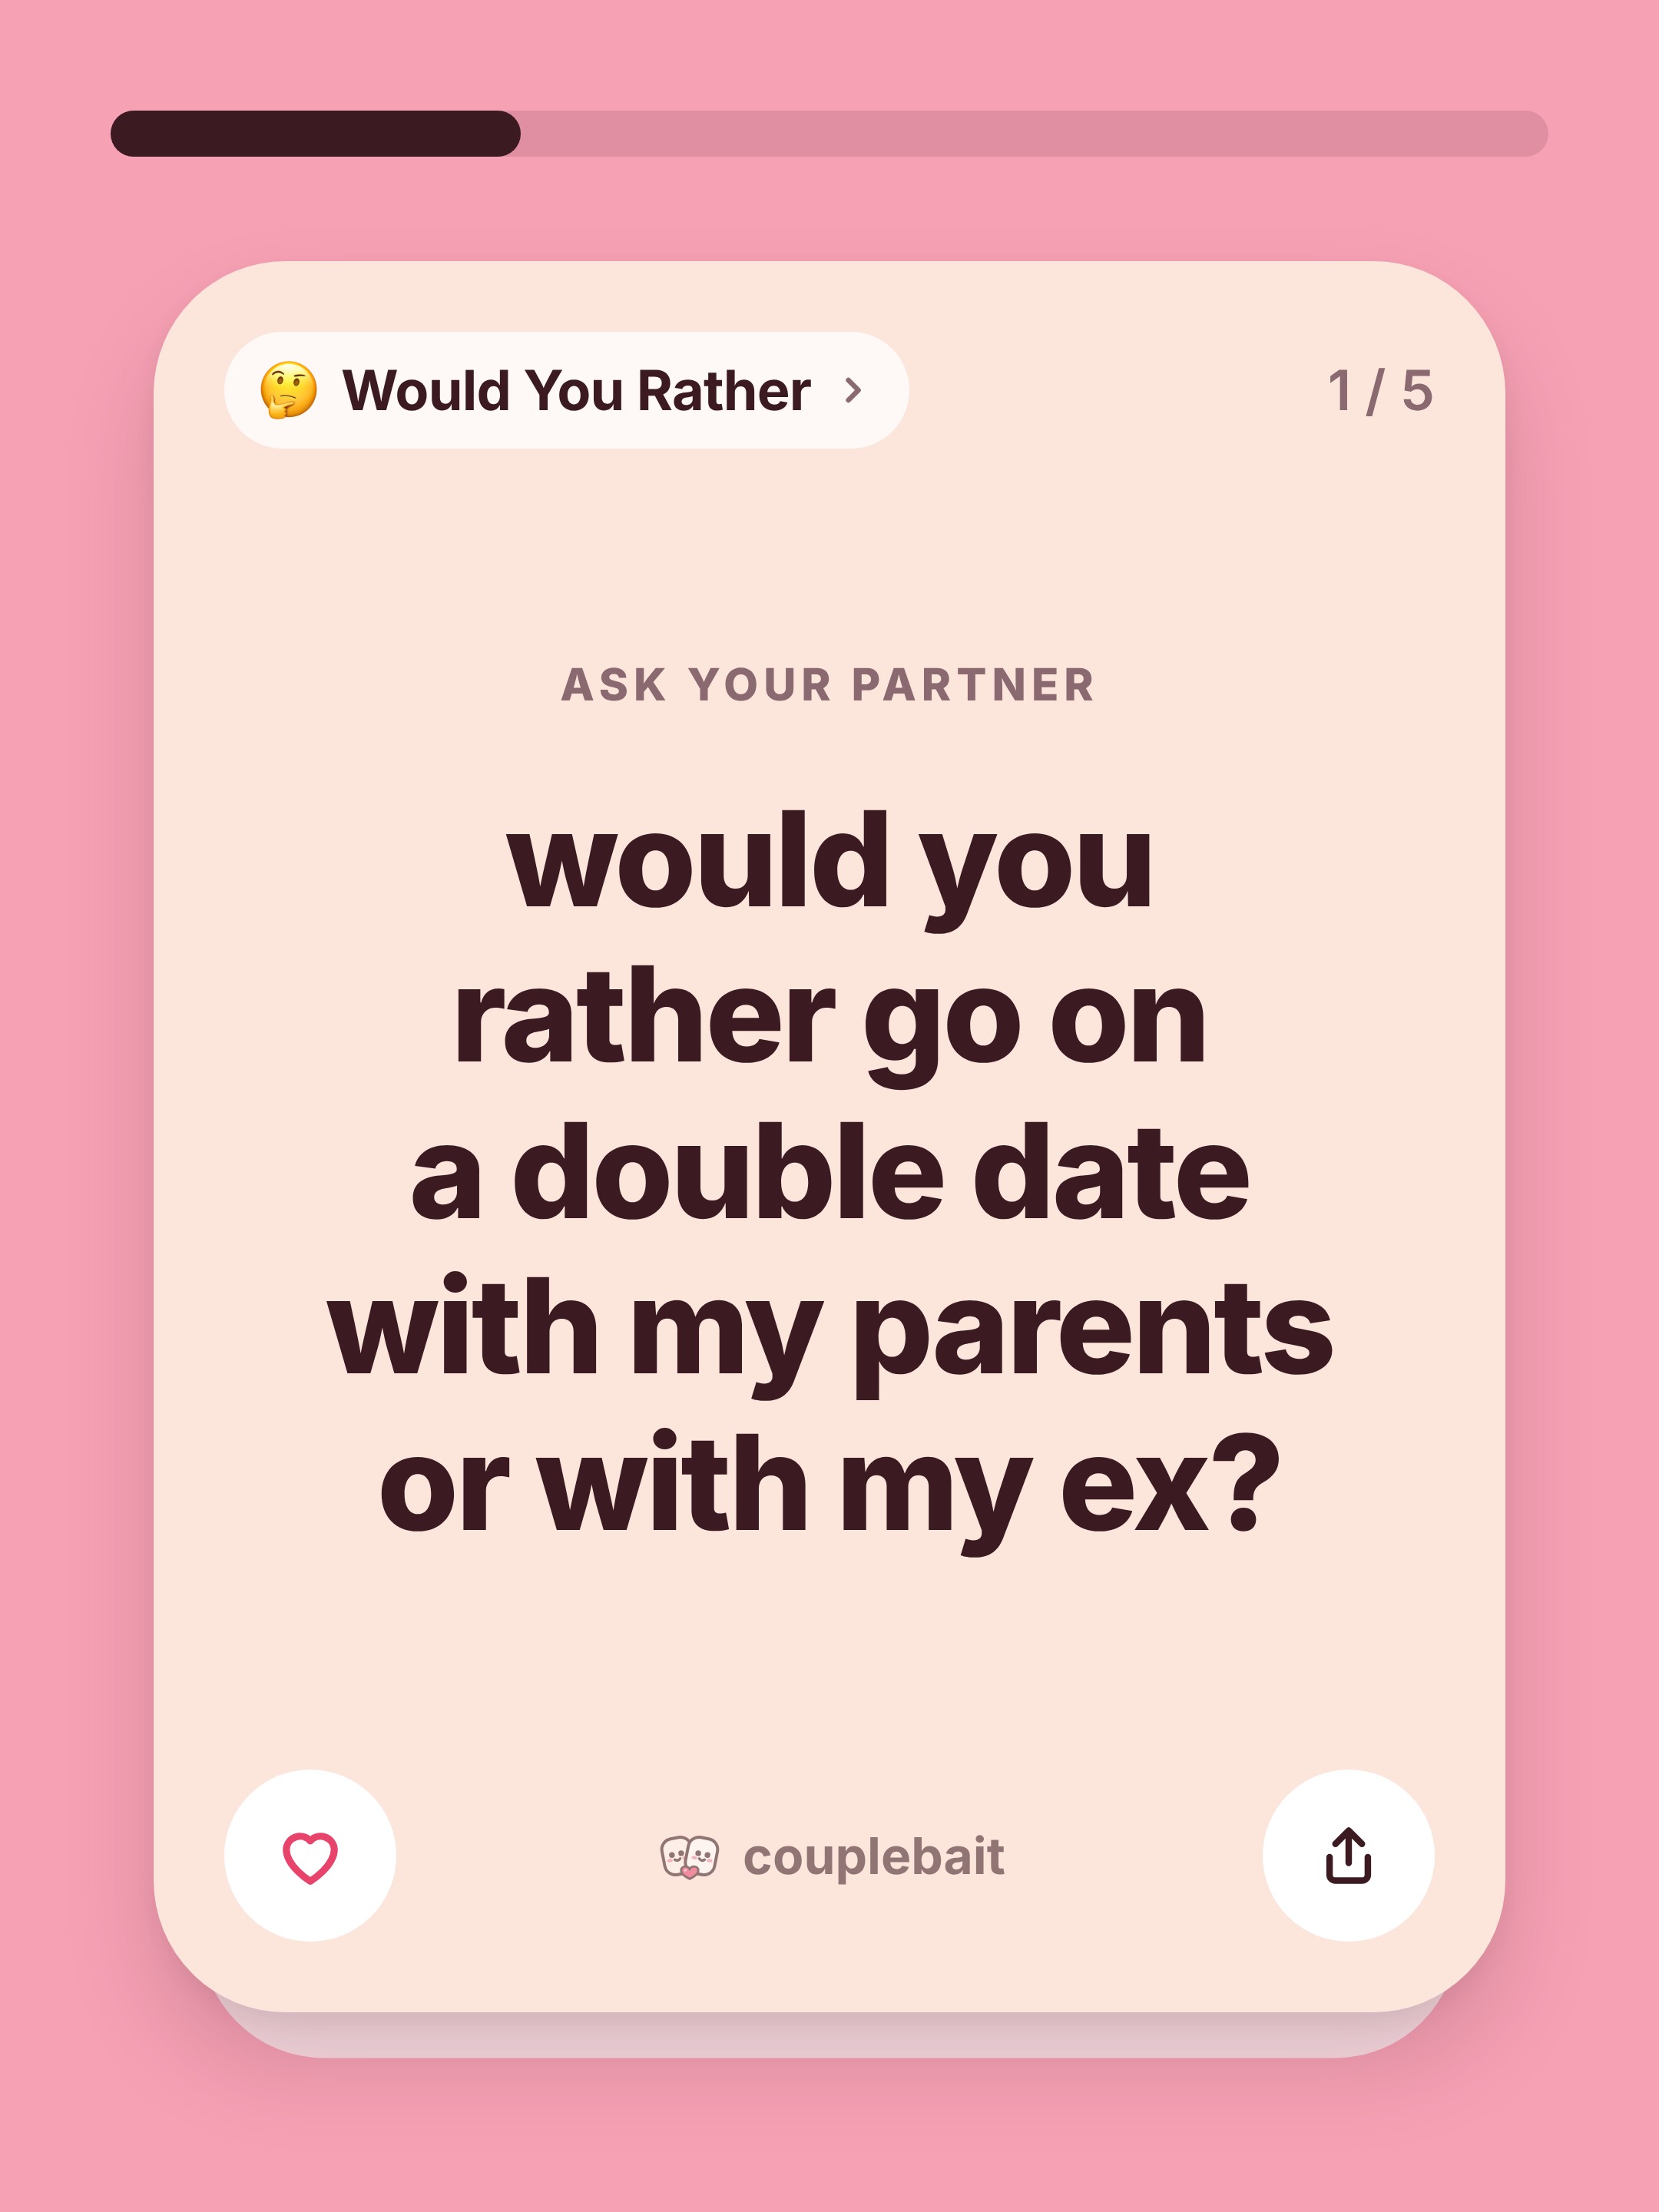 🤔 Would You Rather
1 / 5
ASK YOUR PARTNER
would you
rather go on
a double date
with my parents
or with my ex?
couplebait